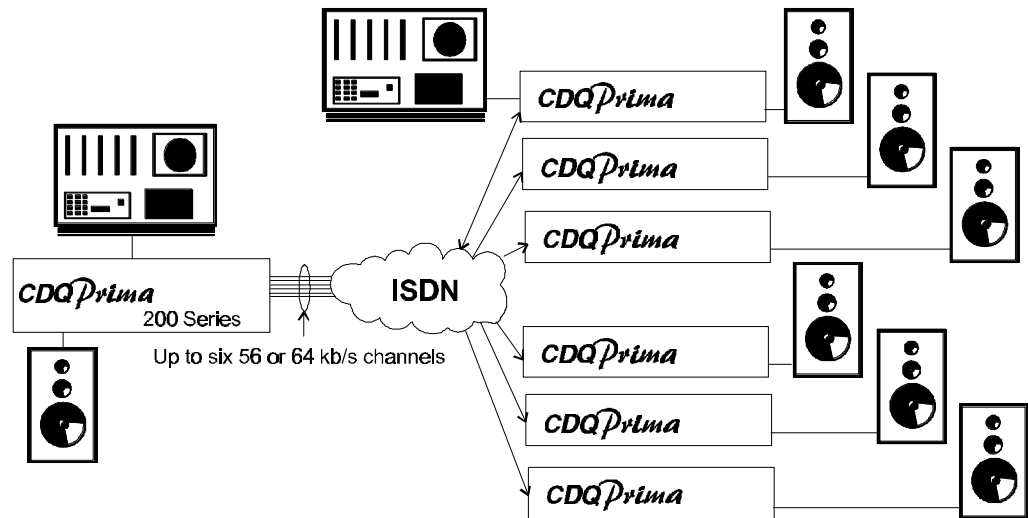 CDQPrima
CDQPrima
CDQPrima
CDQPrima
200 Series
ISDN
Up to six 56 or 64 kb/s channels
CDQPrima
CDQPrima
CDQPrima